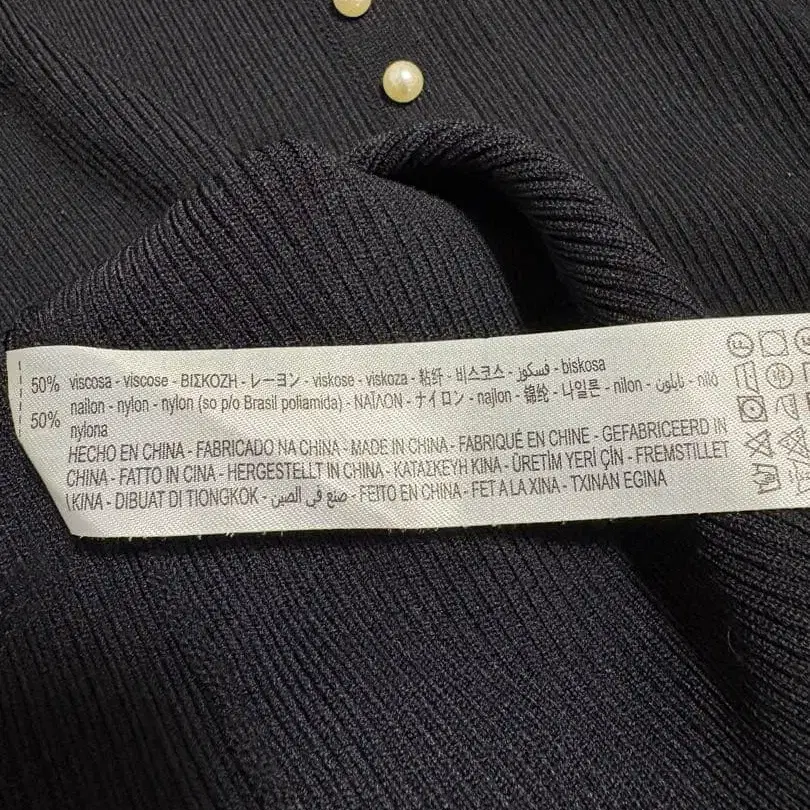 50% viscosa - viscose - ΒΙΣΚΟΖΗ - レーヨン - viskose - viskoza - 粘纤 - 비스코스 - فسكوز - biskosa
50% nailon - nylon - nylon (so p/o Brasil poliamida) - ΝΑΪΛΟΝ - ナイロン - najlon - 锦纶 - 나일론 - nilon - نايلون - nilo
nylona
HECHO EN CHINA - FABRICADO NA CHINA - MADE IN CHINA - FABRIQUÉ EN CHINE - GEFABRICEERD IN
CHINA - FATTO IN CINA - HERGESTELLT IN CHINA - ΚΑΤΑΣΚΕΥΗ ΚΙΝΑ - ÜRETİM YERİ ÇİN - FREMSTILLET
I KINA - DIBUAT DI TIONGKOK - صنع في الصين - FEITO EN CHINA - FET A LA XINA - TXINAN EGINA